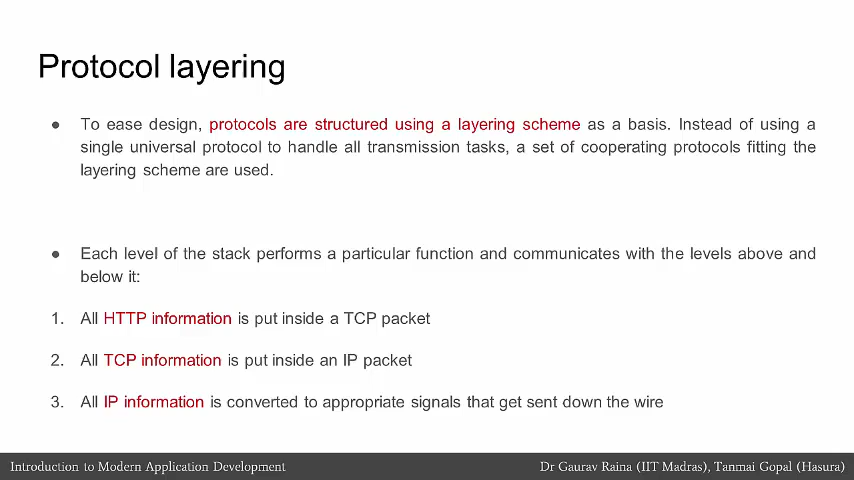 Protocol layering
● To ease design, protocols are structured using a layering scheme as a basis. Instead of using a
single universal protocol to handle all transmission tasks, a set of cooperating protocols fitting the
layering scheme are used.
● Each level of the stack performs a particular function and communicates with the levels above and
below it:
1. All HTTP information is put inside a TCP packet
2. All TCP information is put inside an IP packet
3. All IP information is converted to appropriate signals that get sent down the wire
Introduction to Modern Application Development Dr Gaurav Raina (IIT Madras), Tanmai Gopal (Hasura)